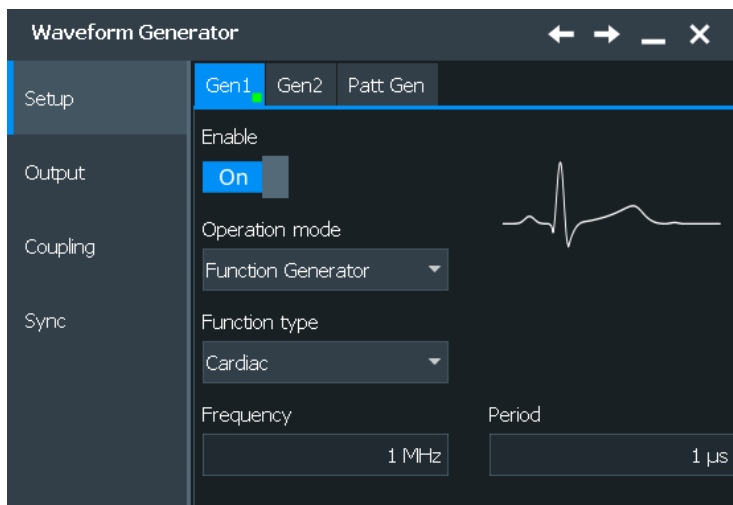 Waveform Generator
Setup
Output
Coupling
Sync
Gen1 Gen2 Patt Gen
Enable
On
Operation mode
Function Generator
Function type
Cardiac
Frequency Period
1 MHz 1 µs